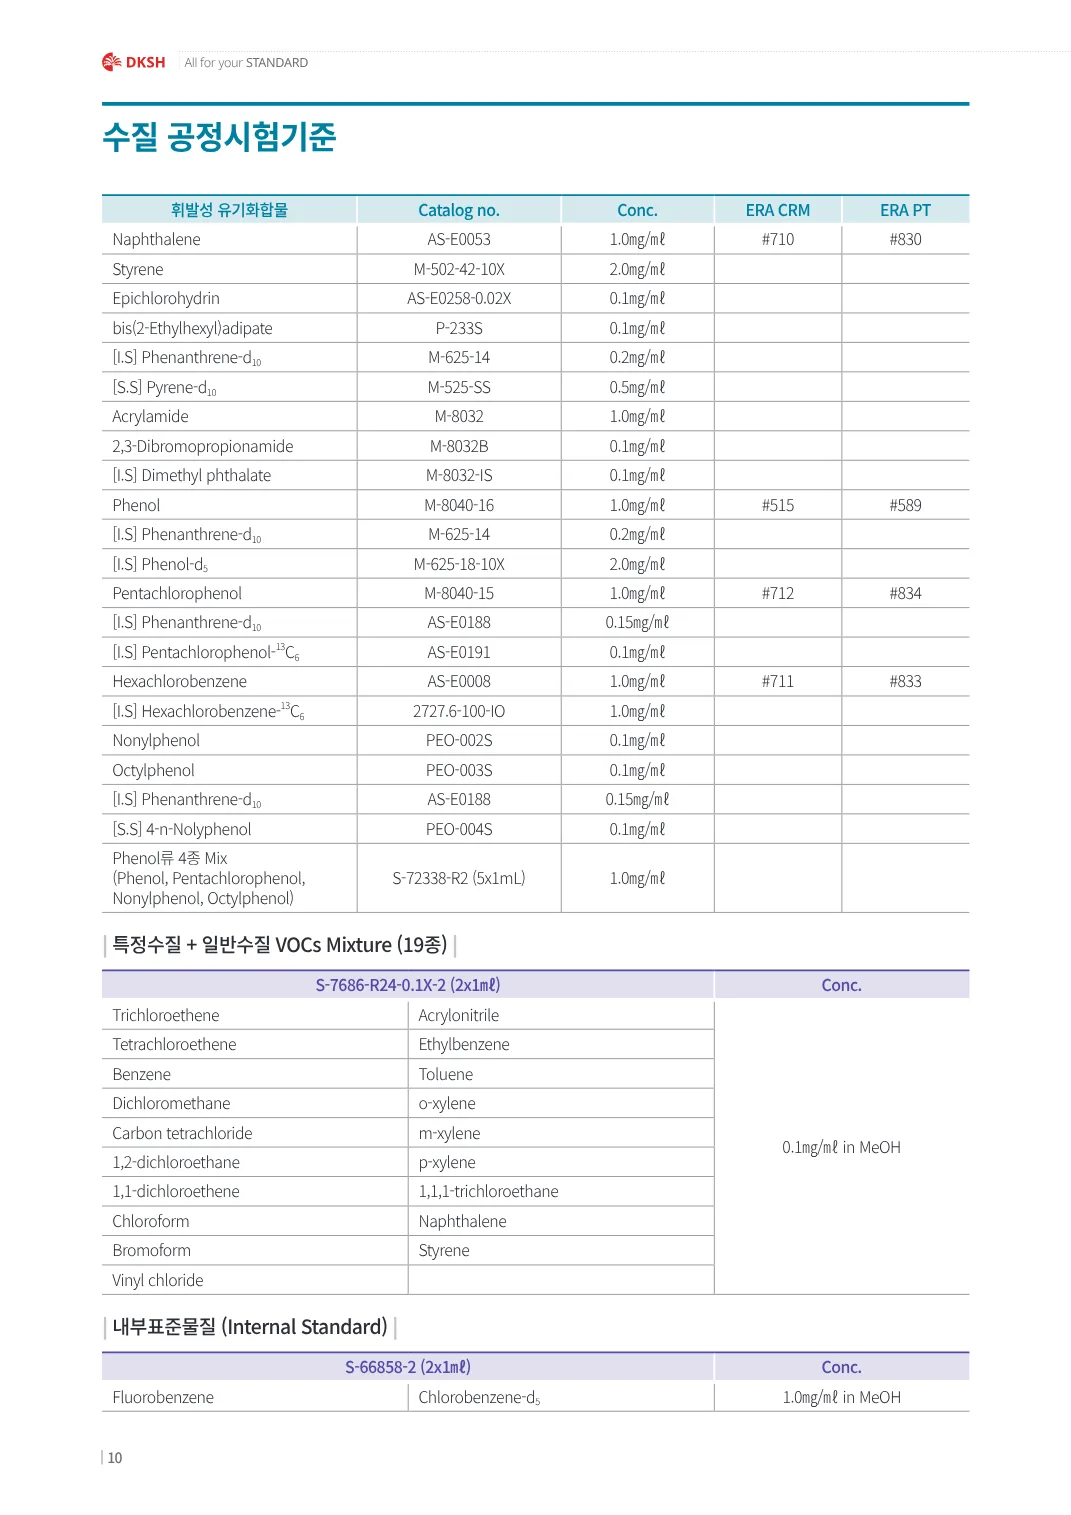 DKSH All for your STANDARD
수질 공정시험기준
휘발성 유기화합물 Catalog no. Conc. ERA CRM ERA PT
Naphthalene AS-E0053 1.0㎎/㎖ #710 #830
Styrene M-502-42-10X 2.0㎎/㎖
Epichlorohydrin AS-E0258-0.02X 0.1㎎/㎖
bis(2-Ethylhexyl)adipate P-233S 0.1㎎/㎖
[I.S] Phenanthrene-d₁₀ M-625-14 0.2㎎/㎖
[S.S] Pyrene-d₁₀ M-525-SS 0.5㎎/㎖
Acrylamide M-8032 1.0㎎/㎖
2,3-Dibromopropionamide M-8032B 0.1㎎/㎖
[I.S] Dimethyl phthalate M-8032-IS 0.1㎎/㎖
Phenol M-8040-16 1.0㎎/㎖ #515 #589
[I.S] Phenanthrene-d₁₀ M-625-14 0.2㎎/㎖
[I.S] Phenol-d₅ M-625-18-10X 2.0㎎/㎖
Pentachlorophenol M-8040-15 1.0㎎/㎖ #712 #834
[I.S] Phenanthrene-d₁₀ AS-E0188 0.15㎎/㎖
[I.S] Pentachlorophenol-¹³C₆ AS-E0191 0.1㎎/㎖
Hexachlorobenzene AS-E0008 1.0㎎/㎖ #711 #833
[I.S] Hexachlorobenzene-¹³C₆ 2727.6-100-IO 1.0㎎/㎖
Nonylphenol PEO-002S 0.1㎎/㎖
Octylphenol PEO-003S 0.1㎎/㎖
[I.S] Phenanthrene-d₁₀ AS-E0188 0.15㎎/㎖
[S.S] 4-n-Nolyphenol PEO-004S 0.1㎎/㎖
Phenol류 4종 Mix
(Phenol, Pentachlorophenol, S-72338-R2 (5x1mL) 1.0㎎/㎖
Nonylphenol, Octylphenol)
| 특정수질 + 일반수질 VOCs Mixture (19종) |
S-7686-R24-0.1X-2 (2x1㎖) Conc.
Trichloroethene Acrylonitrile
Tetrachloroethene Ethylbenzene
Benzene Toluene
Dichloromethane o-xylene
Carbon tetrachloride m-xylene
0.1㎎/㎖ in MeOH
1,2-dichloroethane p-xylene
1,1-dichloroethene 1,1,1-trichloroethane
Chloroform Naphthalene
Bromoform Styrene
Vinyl chloride
| 내부표준물질 (Internal Standard) |
S-66858-2 (2x1㎖) Conc.
Fluorobenzene Chlorobenzene-d₅ 1.0㎎/㎖ in MeOH
| 10